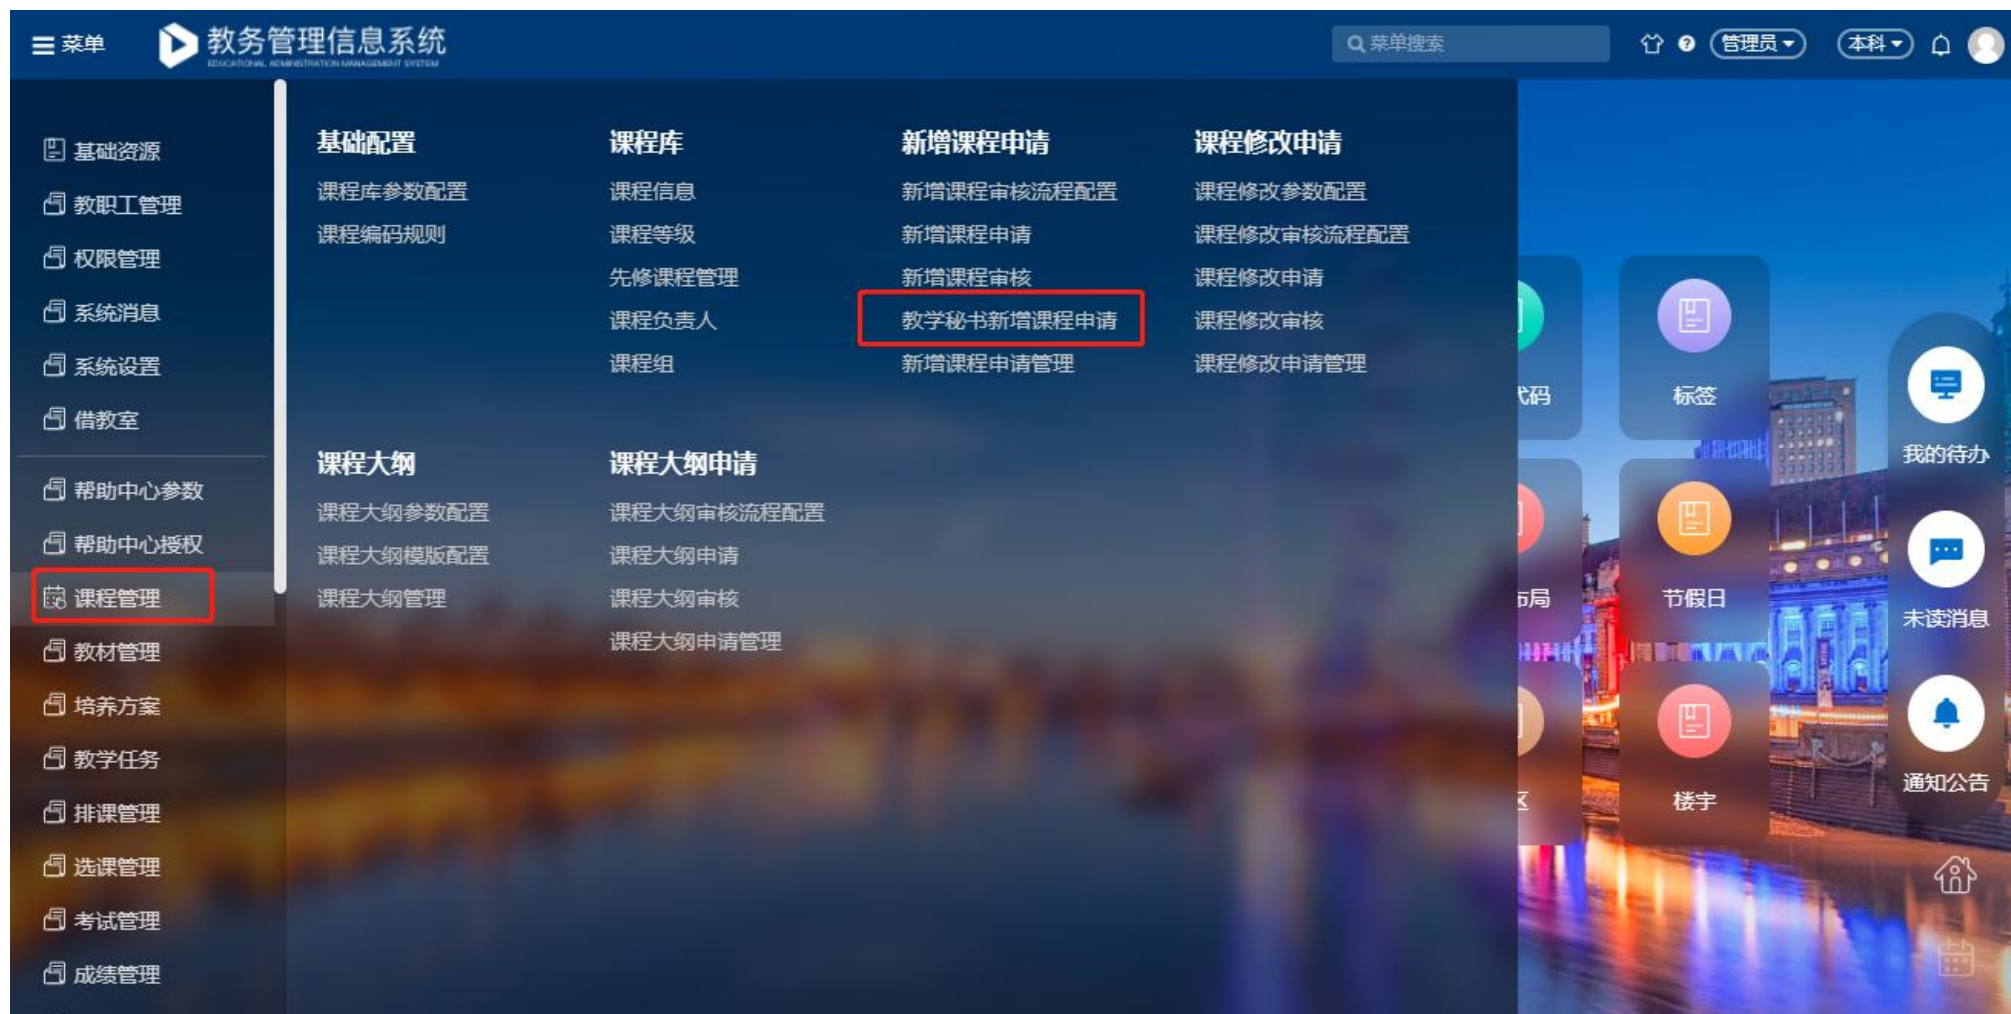 菜单
教务管理信息系统
EDUCATIONAL ADMINISTRATION MANAGEMENT SYSTEM
菜单搜索
管理员
本科
基础资源
教职工管理
权限管理
系统消息
系统设置
借教室
帮助中心参数
帮助中心授权
课程管理
教材管理
培养方案
教学任务
排课管理
选课管理
考试管理
成绩管理
基础配置
课程库参数配置
课程编码规则
课程库
课程信息
课程等级
先修课程管理
课程负责人
课程组
新增课程申请
新增课程审核流程配置
新增课程申请
新增课程审核
教学秘书新增课程申请
新增课程申请管理
课程修改申请
课程修改参数配置
课程修改审核流程配置
课程修改申请
课程修改审核
课程修改申请管理
课程大纲
课程大纲参数配置
课程大纲模版配置
课程大纲管理
课程大纲申请
课程大纲审核流程配置
课程大纲申请
课程大纲审核
课程大纲申请管理
码
标签
局
节假日
区
楼宇
我的待办
未读消息
通知公告